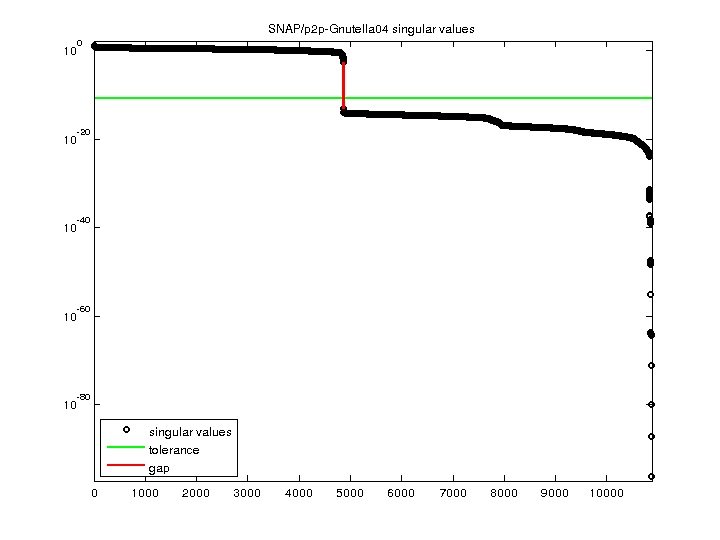 SNAP/p2p-Gnutella04 singular values
10^0
10^-20
10^-40
10^-60
10^-80
singular values
tolerance
gap
0 1000 2000 3000 4000 5000 6000 7000 8000 9000 10000